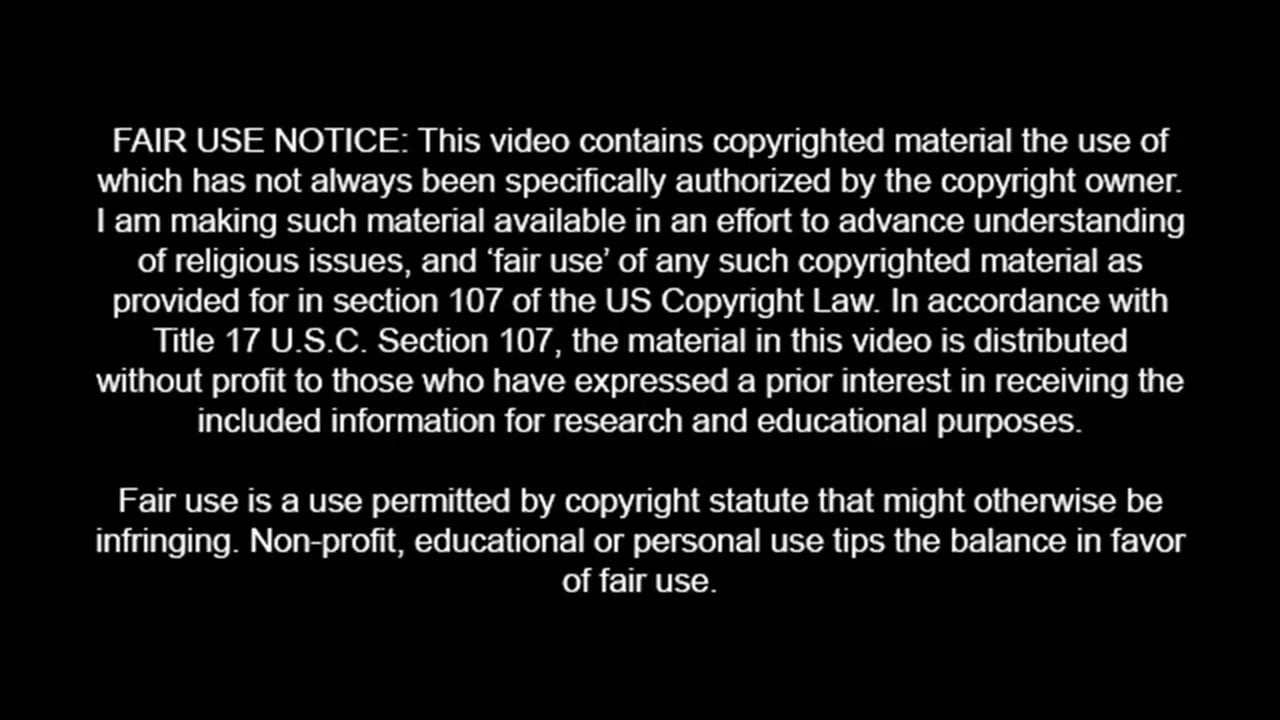 FAIR USE NOTICE: This video contains copyrighted material the use of
which has not always been specifically authorized by the copyright owner.
I am making such material available in an effort to advance understanding
of religious issues, and ‘fair use’ of any such copyrighted material as
provided for in section 107 of the US Copyright Law. In accordance with
Title 17 U.S.C. Section 107, the material in this video is distributed
without profit to those who have expressed a prior interest in receiving the
included information for research and educational purposes.
Fair use is a use permitted by copyright statute that might otherwise be
infringing. Non-profit, educational or personal use tips the balance in favor
of fair use.